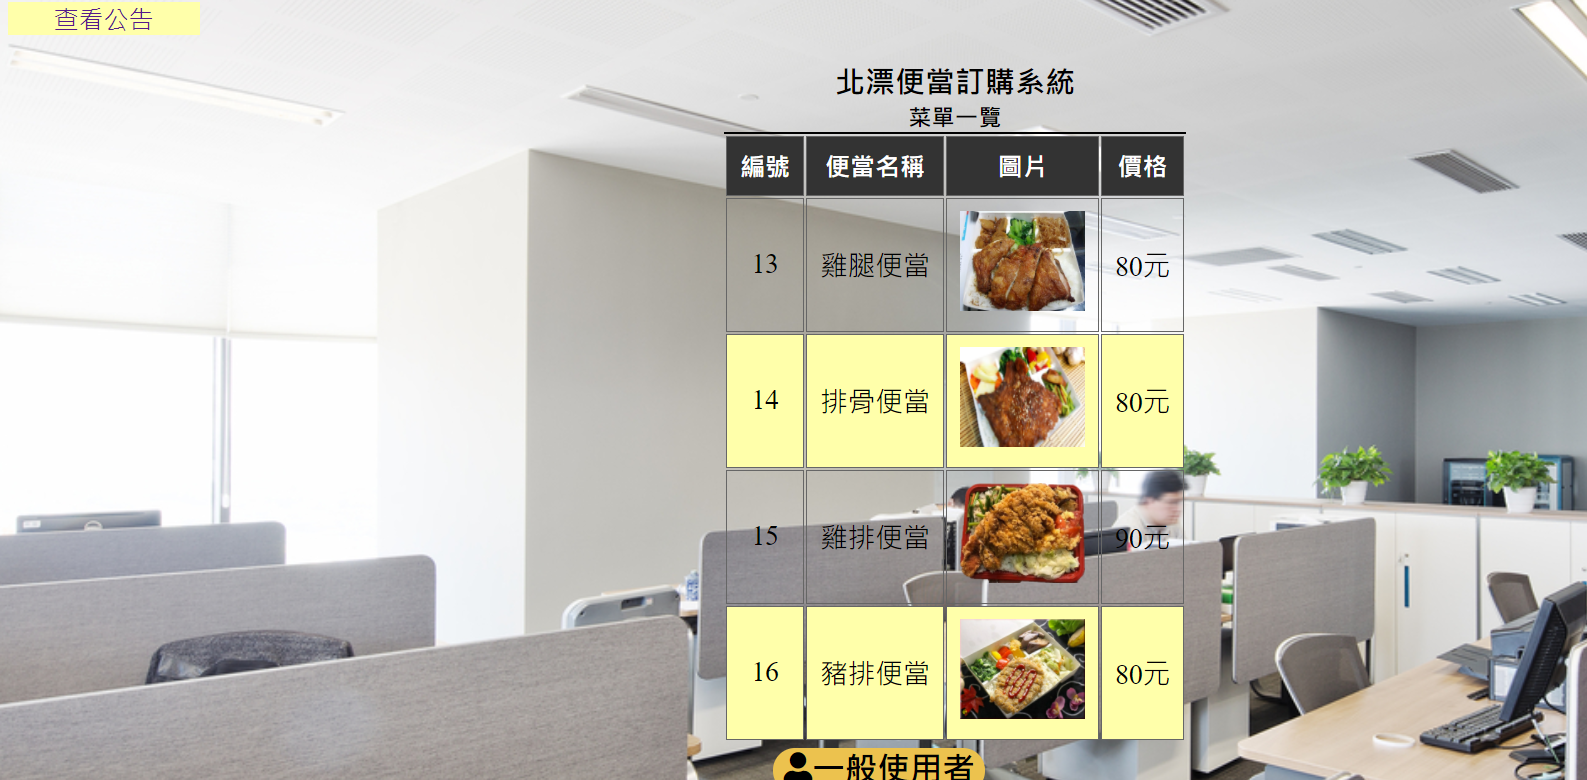 查看公告
北漂便當訂購系統
菜單一覽
編號 便當名稱 圖片 價格
13 雞腿便當 80元
14 排骨便當 80元
15 雞排便當 90元
16 豬排便當 80元
一般使用者